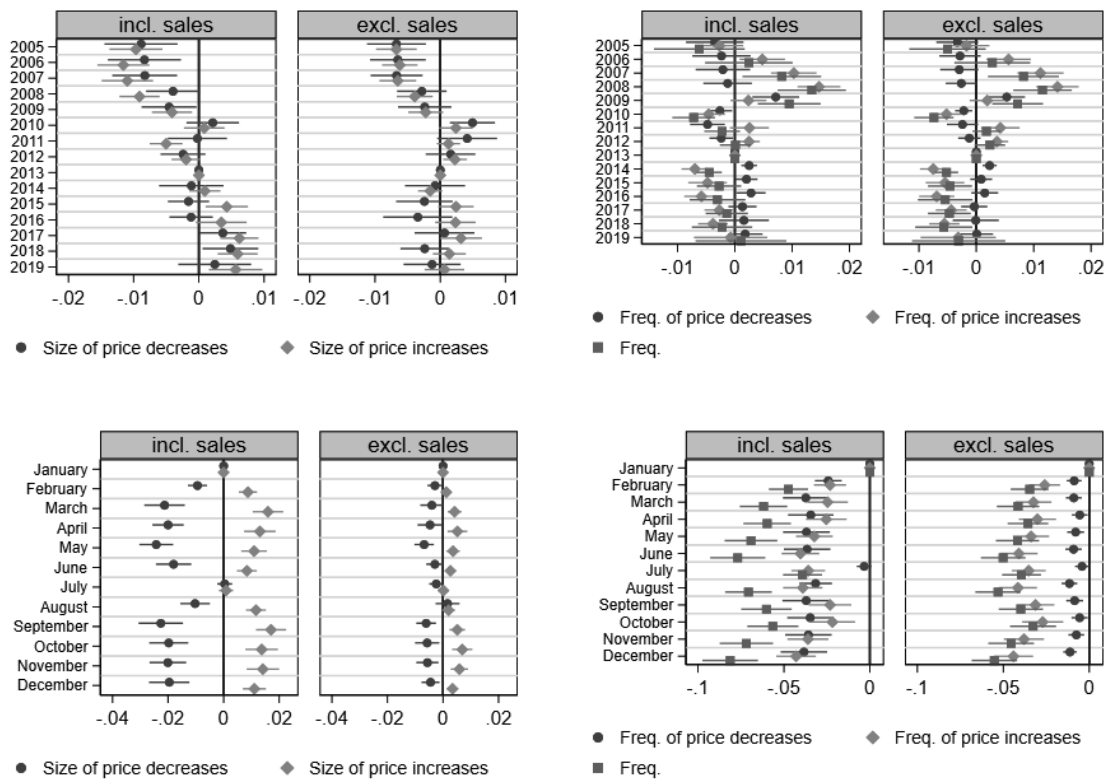 incl. sales
excl. sales
2005
2006
2007
2008
2009
2010
2011
2012
2013
2014
2015
2016
2017
2018
2019
-.02 -.01 0 .01
-.02 -.01 0 .01
Size of price decreases
Size of price increases
incl. sales
excl. sales
2005
2006
2007
2008
2009
2010
2011
2012
2013
2014
2015
2016
2017
2018
2019
-.01 0 .01 .02
-.01 0 .01 .02
Freq. of price decreases
Freq. of price increases
Freq.
incl. sales
excl. sales
January
February
March
April
May
June
July
August
September
October
November
December
-.04 -.02 0 .02
-.04 -.02 0 .02
Size of price decreases
Size of price increases
incl. sales
excl. sales
January
February
March
April
May
June
July
August
September
October
November
December
-.1 -.05 0
-.1 -.05 0
Freq. of price decreases
Freq. of price increases
Freq.